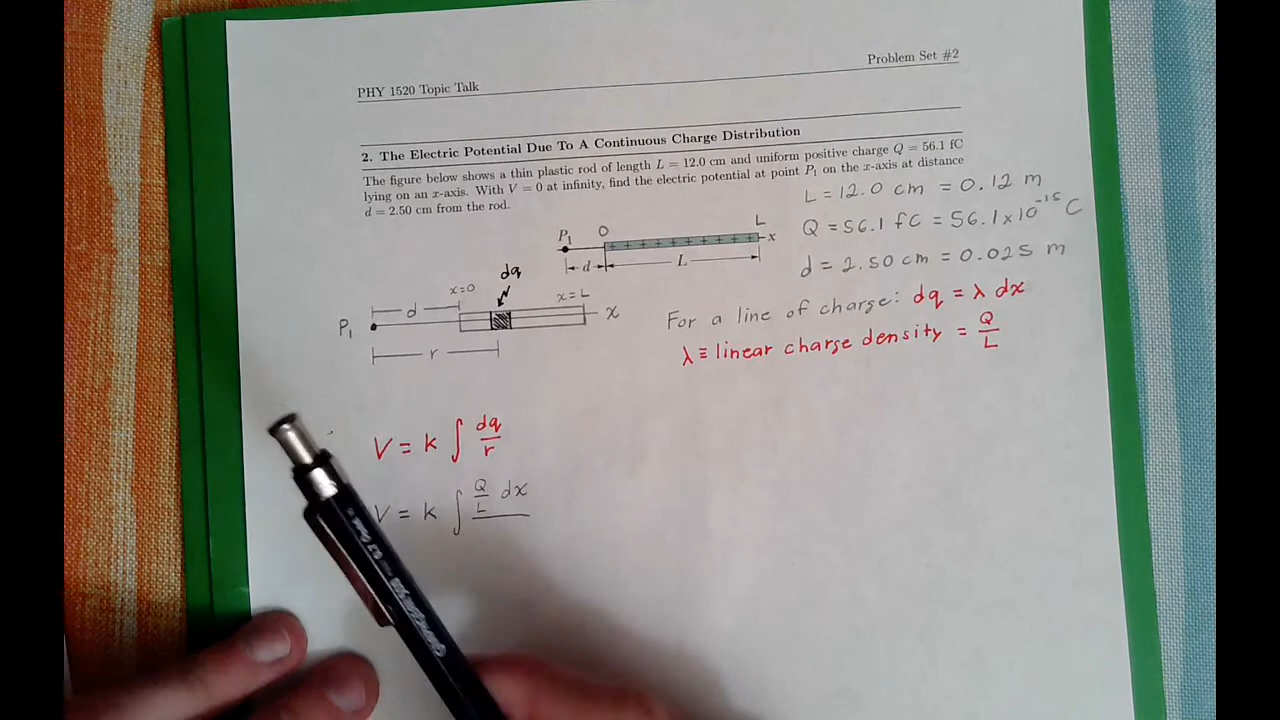 PHY 1520 Topic Talk
Problem Set #2
2. The Electric Potential Due To A Continuous Charge Distribution
The figure below shows a thin plastic rod of length L = 12.0 cm and uniform positive charge Q = 56.1 fC
lying on an x-axis. With V = 0 at infinity, find the electric potential at point P₁ on the x-axis at distance
d = 2.50 cm from the rod.
L = 12.0 cm = 0.12 m
Q = 56.1 fC = 56.1 × 10⁻¹⁵ C
d = 2.50 cm = 0.025 m
P₁ 0 L
+ + + + + + + + + + x
d L
dq
x=0 x=L
d
P₁ x
r
For a line of charge: dq = λ dx
λ ≡ linear charge density = Q/L
V = k ∫ dq/r
V = k ∫ Q/L dx